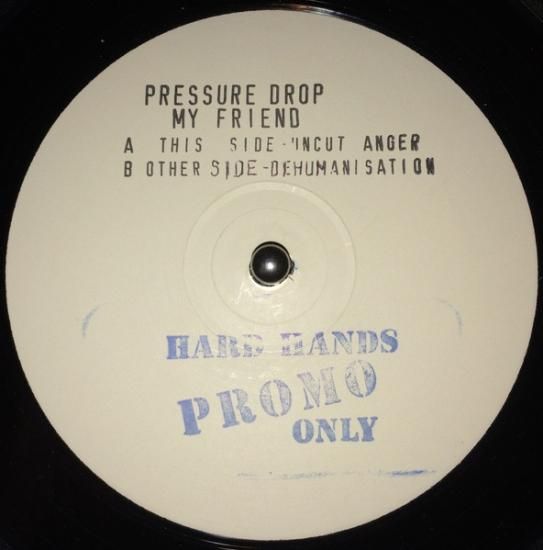 PRESSURE DROP
MY FRIEND
A THIS SIDE-UNCUT ANGER
B OTHER SIDE-DEHUMANISATION
HARD HANDS
PROMO
ONLY